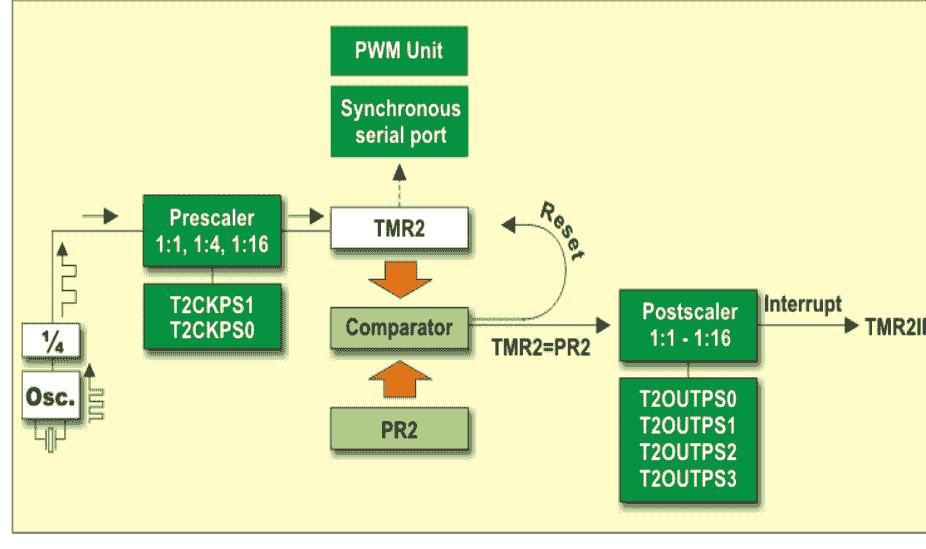 PWM Unit
Synchronous
serial port
Prescaler
1:1, 1:4, 1:16
TMR2
Reset
T2CKPS1
T2CKPS0
¼
Osc.
Comparator
TMR2=PR2
PR2
Postscaler
1:1 - 1:16
Interrupt
TMR2I
T2OUTPS0
T2OUTPS1
T2OUTPS2
T2OUTPS3